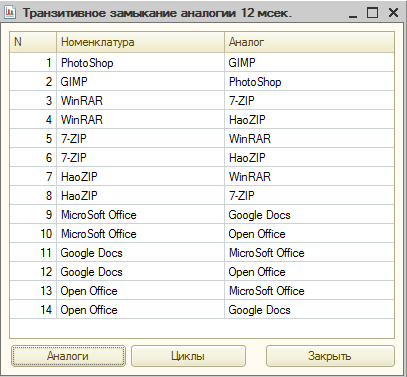 Транзитивное замыкание аналогии 12 мсек.
N Номенклатура Аналог
1 PhotoShop GIMP
2 GIMP PhotoShop
3 WinRAR 7-ZIP
4 WinRAR HaoZIP
5 7-ZIP WinRAR
6 7-ZIP HaoZIP
7 HaoZIP WinRAR
8 HaoZIP 7-ZIP
9 MicroSoft Office Google Docs
10 MicroSoft Office Open Office
11 Google Docs MicroSoft Office
12 Google Docs Open Office
13 Open Office MicroSoft Office
14 Open Office Google Docs
Аналоги Циклы Закрыть